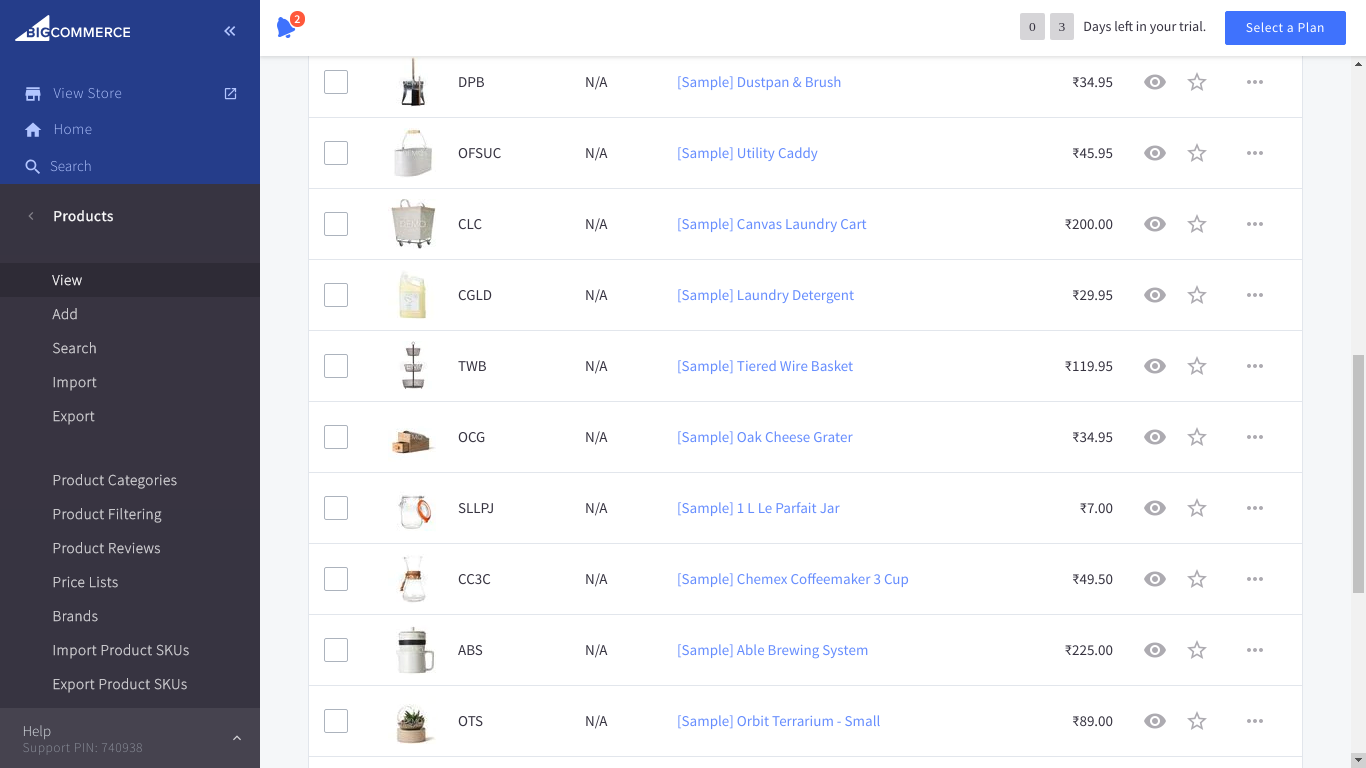 BIGCOMMERCE
2
0 3 Days left in your trial. Select a Plan
View Store
Home
Search
Products
View
Add
Search
Import
Export
Product Categories
Product Filtering
Product Reviews
Price Lists
Brands
Import Product SKUs
Export Product SKUs
Help
Support PIN: 740938
DPB N/A [Sample] Dustpan & Brush ₹34.95
OFSUC N/A [Sample] Utility Caddy ₹45.95
CLC N/A [Sample] Canvas Laundry Cart ₹200.00
CGLD N/A [Sample] Laundry Detergent ₹29.95
TWB N/A [Sample] Tiered Wire Basket ₹119.95
OCG N/A [Sample] Oak Cheese Grater ₹34.95
SLLPJ N/A [Sample] 1 L Le Parfait Jar ₹7.00
CC3C N/A [Sample] Chemex Coffeemaker 3 Cup ₹49.50
ABS N/A [Sample] Able Brewing System ₹225.00
OTS N/A [Sample] Orbit Terrarium - Small ₹89.00